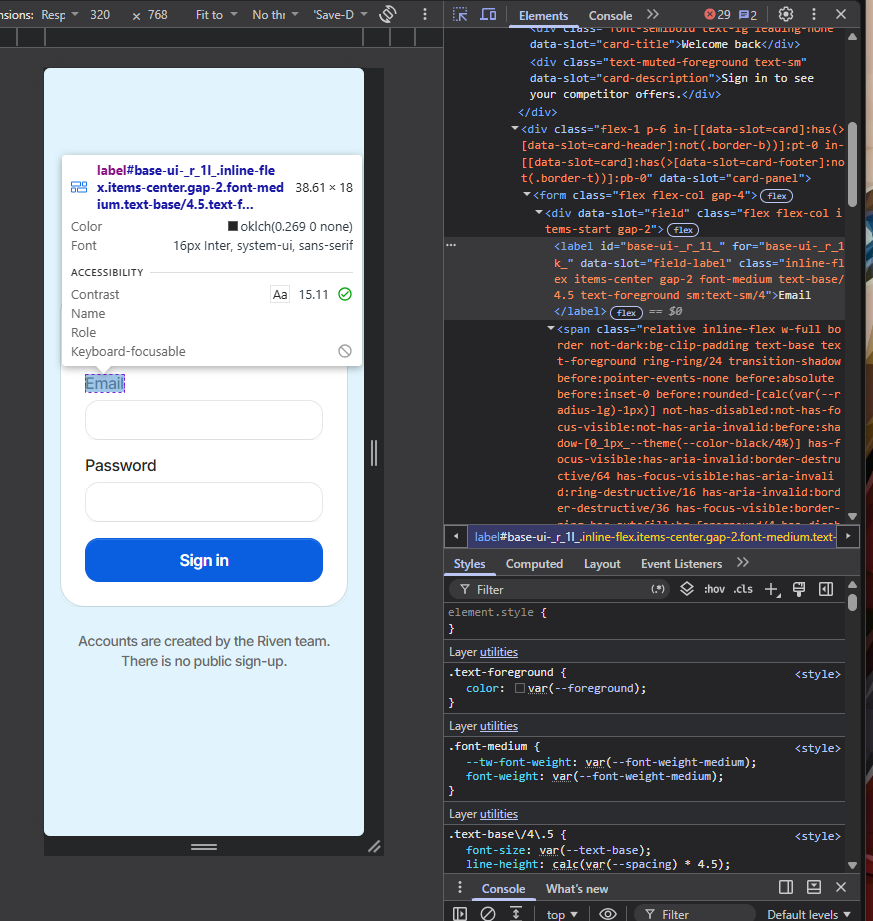 nsions: Resp
320
×
768
Fit to
No thr
'Save-D
Elements
Console
29
2
<div class="font-semibold text-lg leading-none"
data-slot="card-title">Welcome back</div>
<div class="text-muted-foreground text-sm"
data-slot="card-description">Sign in to see
your competitor offers.</div>
</div>
<div class="flex-1 p-6 in-[[data-slot=card]:has(>
[data-slot=card-header]:not(.border-b))]:pt-0 in-
[[data-slot=card]:has(>[data-slot=card-footer]:no
t(.border-t))]:pb-0" data-slot="card-panel">
<form class="flex flex-col gap-4"> flex
<div data-slot="field" class="flex flex-col i
tems-start gap-2"> flex
<label id="base-ui-_r_1l_" for="base-ui-_r_1
k_" data-slot="field-label" class="inline-fl
ex items-center gap-2 font-medium text-base/
4.5 text-foreground sm:text-sm/4">Email
</label> flex == $0
<span class="relative inline-flex w-full bo
rder not-dark:bg-clip-padding text-base tex
t-foreground ring-ring/24 transition-shadow
before:pointer-events-none before:absolute
before:inset-0 before:rounded-[calc(var(--r
adius-lg)-1px)] not-has-disabled:not-has-fo
cus-visible:not-has-aria-invalid:before:sha
dow-[0_1px_--theme(--color-black/4%)] has-f
ocus-visible:has-aria-invalid:border-destru
ctive/64 has-focus-visible:has-aria-invali
d:ring-destructive/16 has-aria-invalid:bord
er-destructive/36 has-focus-visible:border-
ring has-autofill:bg-foreground/4 has-disab
label#base-ui-_r_1l_.inline-fle
x.items-center.gap-2.font-med
ium.text-base/4.5.text-f...
38.61 × 18
Color
oklch(0.269 0 none)
Font
16px Inter, system-ui, sans-serif
ACCESSIBILITY
Contrast
Aa
15.11
Name
Role
Keyboard-focusable
Email
Password
Sign in
Accounts are created by the Riven team.
There is no public sign-up.
label#base-ui-_r_1l_.inline-flex.items-center.gap-2.font-medium.text-
Styles
Computed
Layout
Event Listeners
Filter
(.*)
:hov
.cls
element.style {
}
Layer utilities
.text-foreground {
<style>
color: var(--foreground);
}
Layer utilities
.font-medium {
<style>
--tw-font-weight: var(--font-weight-medium);
font-weight: var(--font-weight-medium);
}
Layer utilities
.text-base\/4\.5 {
<style>
font-size: var(--text-base);
line-height: calc(var(--spacing) * 4.5);
Console
What's new
top
Filter
Default levels